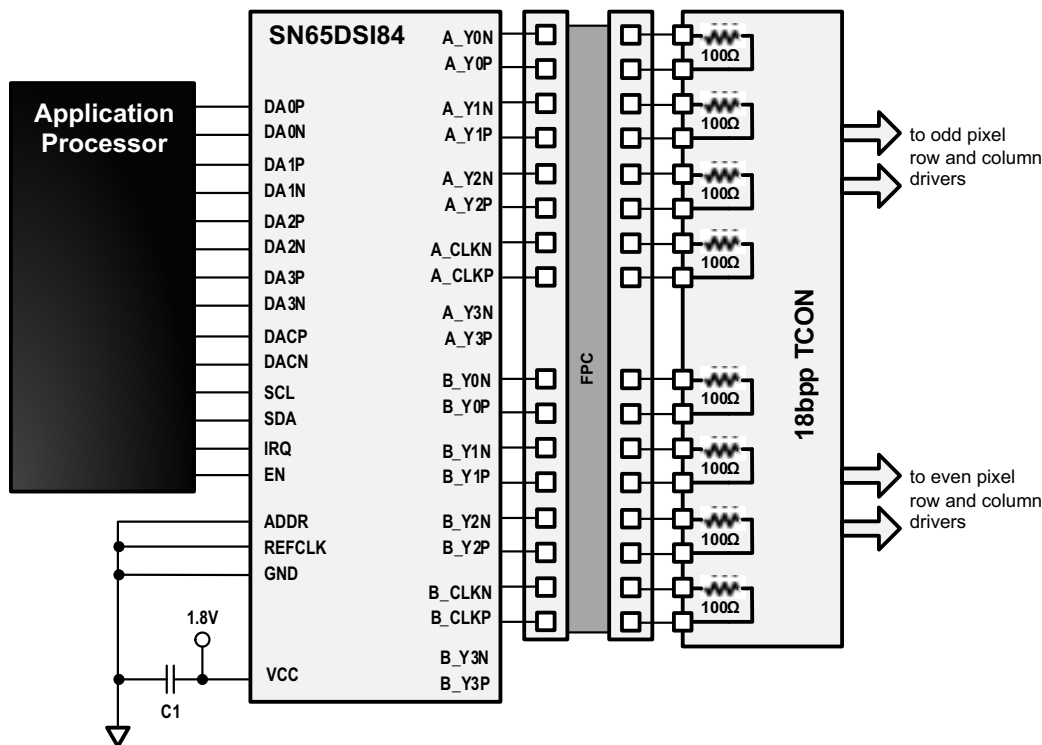 SN65DSI84
Application
Processor
DA0P
DA0N
DA1P
DA1N
DA2P
DA2N
DA3P
DA3N
DACP
DACN
SCL
SDA
IRQ
EN
ADDR
REFCLK
GND
1.8V
VCC
C1
A_Y0N
A_Y0P
A_Y1N
A_Y1P
A_Y2N
A_Y2P
A_CLKN
A_CLKP
A_Y3N
A_Y3P
B_Y0N
B_Y0P
B_Y1N
B_Y1P
B_Y2N
B_Y2P
B_CLKN
B_CLKP
B_Y3N
B_Y3P
FPC
100Ω
100Ω
100Ω
100Ω
100Ω
100Ω
100Ω
100Ω
18bpp TCON
to odd pixel
row and column
drivers
to even pixel
row and column
drivers